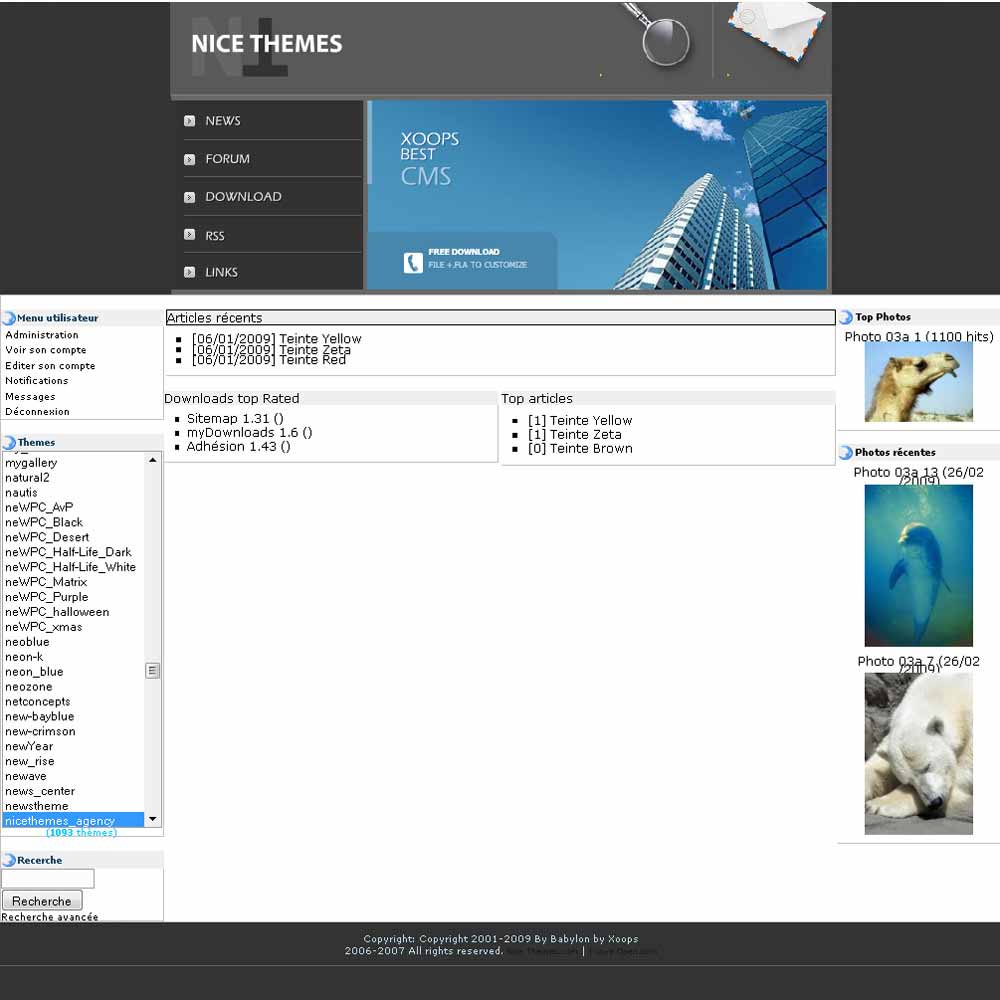 NICE THEMES
NEWS
FORUM
DOWNLOAD
RSS
LINKS
XOOPS
BEST
CMS
FREE DOWNLOAD
FILE +.FLA TO CUSTOMIZE
Menu utilisateur
Administration
Voir son compte
Editer son compte
Notifications
Messages
Déconnexion
Themes
mygallery
natural2
nautis
neWPC_AvP
neWPC_Black
neWPC_Desert
neWPC_Half-Life_Dark
neWPC_Half-Life_White
neWPC_Matrix
neWPC_Purple
neWPC_halloween
neWPC_xmas
neoblue
neon-k
neon_blue
neozone
netconcepts
new-bayblue
new-crimson
newYear
new_rise
newave
news_center
newstheme
nicethemes_agency
(1093 thèmes)
Recerche
Recherche
Recherche avancée
Articles récents
[06/01/2009] Teinte Yellow
[06/01/2009] Teinte Zeta
[06/01/2009] Teinte Red
Downloads top Rated
Sitemap 1.31 ()
myDownloads 1.6 ()
Adhésion 1.43 ()
Top articles
[1] Teinte Yellow
[1] Teinte Zeta
[0] Teinte Brown
Top Photos
Photo 03a 1 (1100 hits)
Photos récentes
Photo 03a 13 (26/02
/2009)
Photo 03a 7 (26/02
/2009)
Copyright: Copyright 2001-2009 By Babylon by Xoops
2006-2007 All rights reserved. |